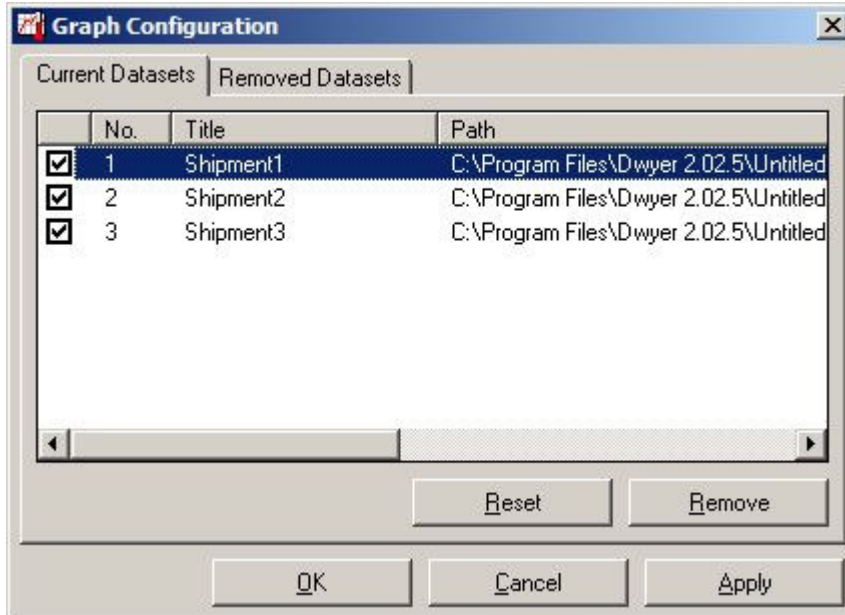 Graph Configuration
Current Datasets Removed Datasets
No. Title Path
1 Shipment1 C:\Program Files\Dwyer 2.02.5\Untitled
2 Shipment2 C:\Program Files\Dwyer 2.02.5\Untitled
3 Shipment3 C:\Program Files\Dwyer 2.02.5\Untitled
Reset Remove
OK Cancel Apply